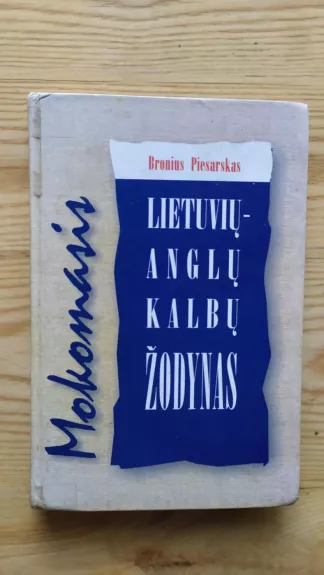 Mokomasis
Bronius Piesarskas
LIETUVIŲ-
ANGLŲ
KALBŲ
ŽODYNAS